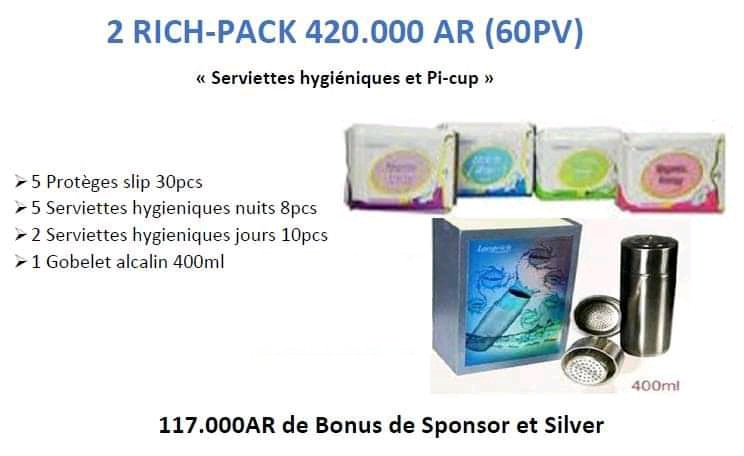 2 RICH-PACK 420.000 AR (60PV)
« Serviettes hygiéniques et Pi-cup »
➢ 5 Protèges slip 30pcs
➢ 5 Serviettes hygieniques nuits 8pcs
➢ 2 Serviettes hygieniques jours 10pcs
➢ 1 Gobelet alcalin 400ml
Longrich
400ml
117.000AR de Bonus de Sponsor et Silver